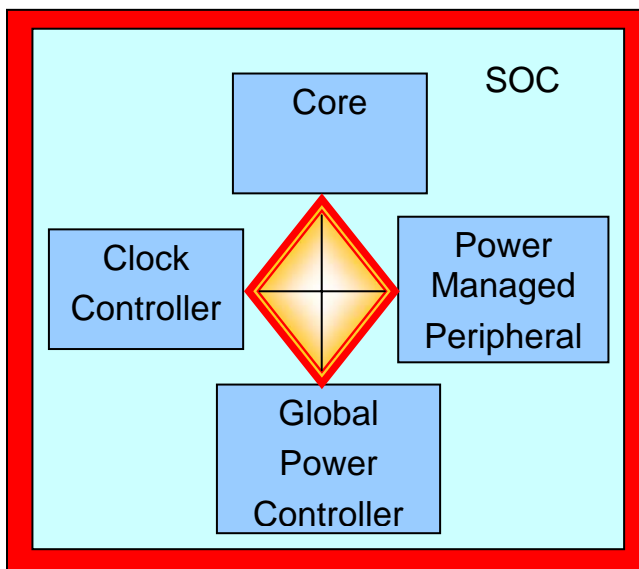 SOC
Core
Clock
Controller
Power
Managed
Peripheral
Global
Power
Controller